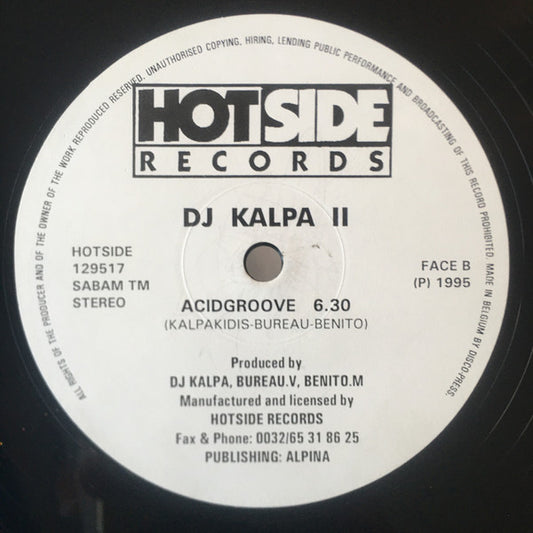 ALL RIGHTS OF THE PRODUCER AND OF THE OWNER OF THE WORK REPRODUCED RESERVED. UNAUTHORISED COPYING, HIRING, LENDING PUBLIC PERFORMANCE AND BROADCASTING OF THIS RECORD PROHIBITED. MADE IN BELGIUM BY DISCO-PRESS.
HOTSIDE
RECORDS
DJ KALPA II
HOTSIDE
129517
SABAM TM
STEREO
FACE B
(P) 1995
ACIDGROOVE 6.30
(KALPAKIDIS-BUREAU-BENITO)
Produced by
DJ KALPA, BUREAU.V, BENITO.M
Manufactured and licensed by
HOTSIDE RECORDS
Fax & Phone: 0032/65 31 86 25
PUBLISHING: ALPINA